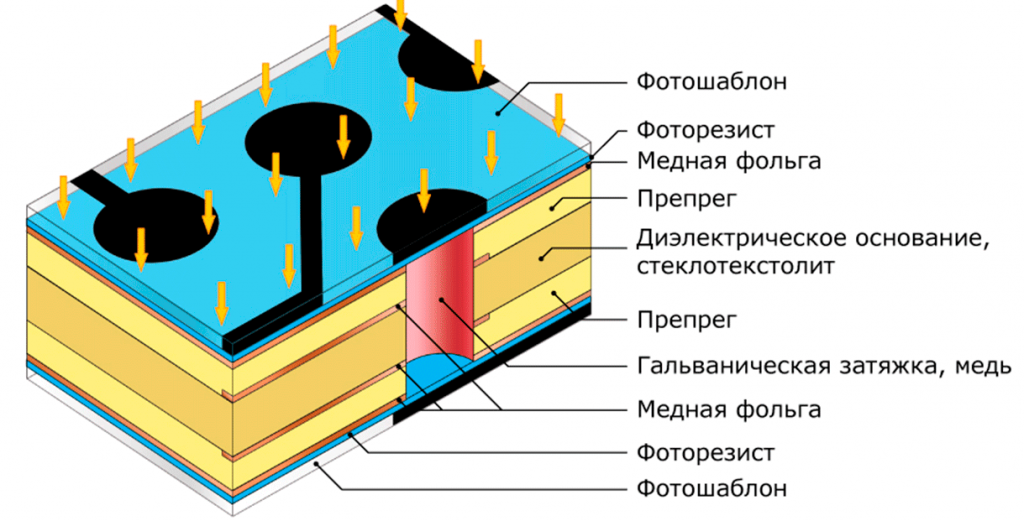 Фотошаблон
Фоторезист
Медная фольга
Препрег
Диэлектрическое основание,
стеклотекстолит
Препрег
Гальваническая затяжка, медь
Медная фольга
Фоторезист
Фотошаблон